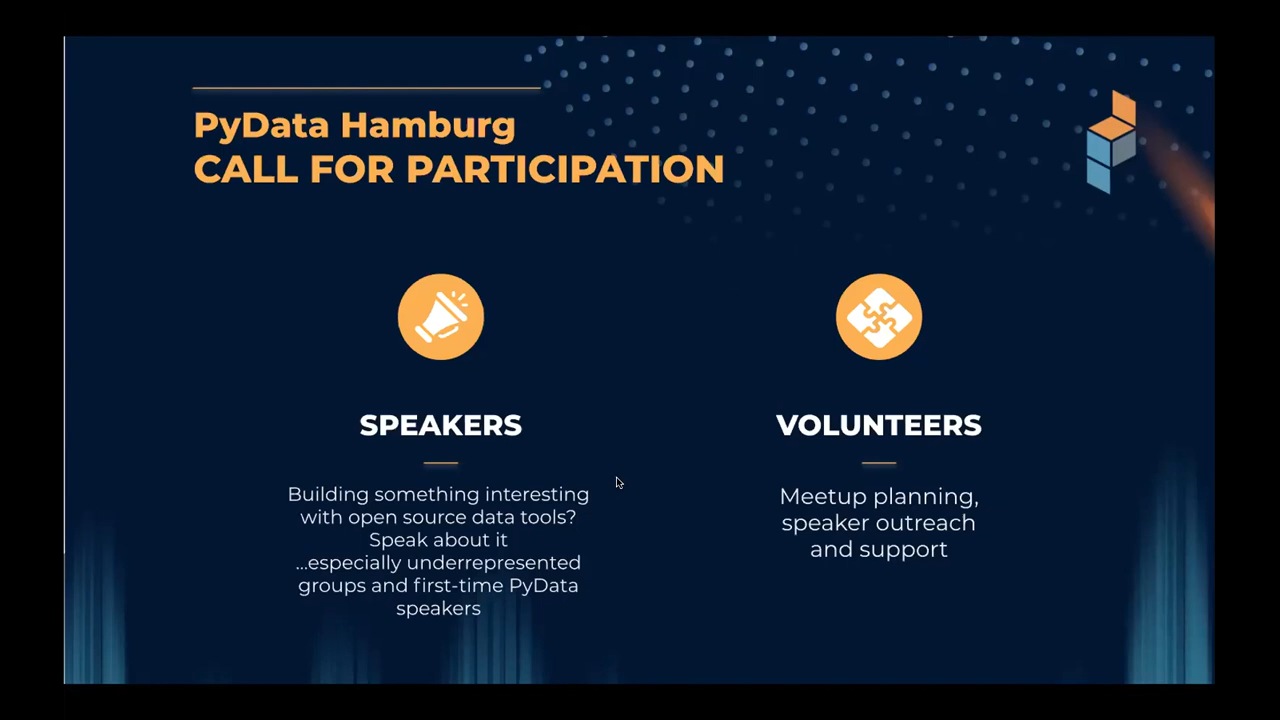 PyData Hamburg
CALL FOR PARTICIPATION
SPEAKERS
Building something interesting
with open source data tools?
Speak about it
...especially underrepresented
groups and first-time PyData
speakers
VOLUNTEERS
Meetup planning,
speaker outreach
and support